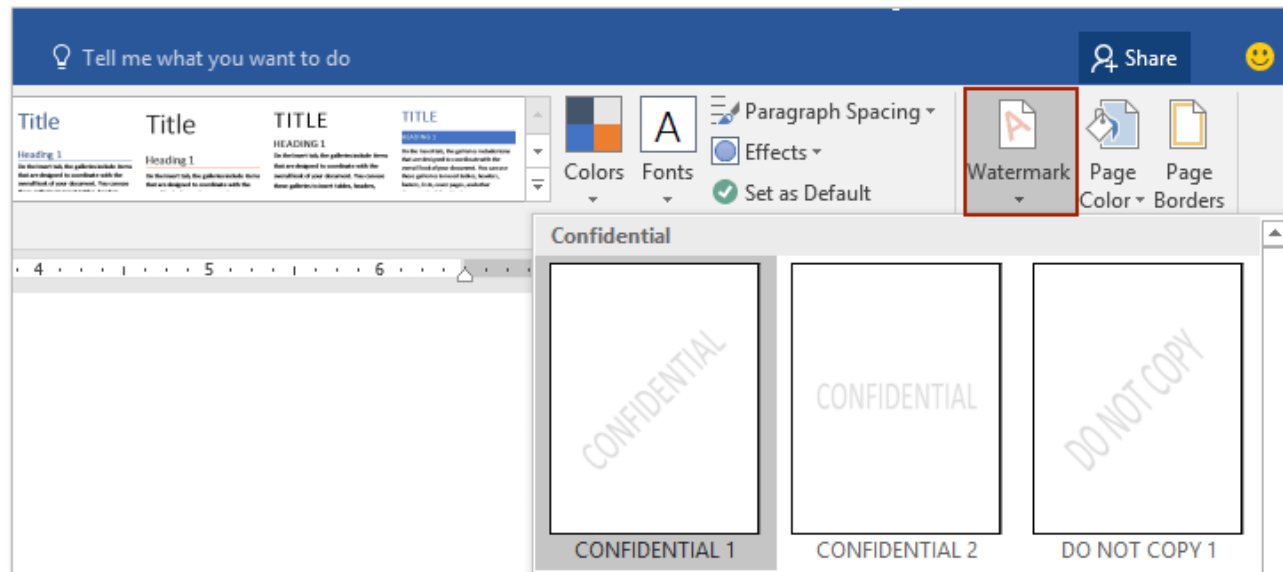 Tell me what you want to do
Share
Title
Title
TITLE
TITLE
Heading 1
Heading 1
HEADING 1
HEADING 1
Colors
Fonts
Paragraph Spacing
Effects
Set as Default
Watermark
Page
Color
Page
Borders
Confidential
4 5 6
CONFIDENTIAL
CONFIDENTIAL
DO NOT COPY
CONFIDENTIAL 1
CONFIDENTIAL 2
DO NOT COPY 1